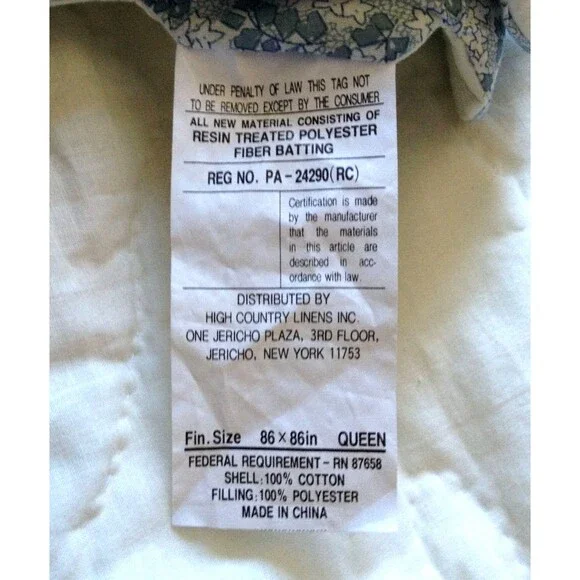 UNDER PENALTY OF LAW THIS TAG NOT
TO BE REMOVED EXCEPT BY THE CONSUMER
ALL NEW MATERIAL CONSISTING OF
RESIN TREATED POLYESTER
FIBER BATTING
REG NO. PA-24290(RC)
Certification is made
by the manufacturer
that the materials
in this article are
described in acc-
ordance with law.
DISTRIBUTED BY
HIGH COUNTRY LINENS INC.
ONE JERICHO PLAZA, 3RD FLOOR,
JERICHO, NEW YORK 11753
Fin. Size 86×86in QUEEN
FEDERAL REQUIREMENT - RN 87658
SHELL:100% COTTON
FILLING:100% POLYESTER
MADE IN CHINA